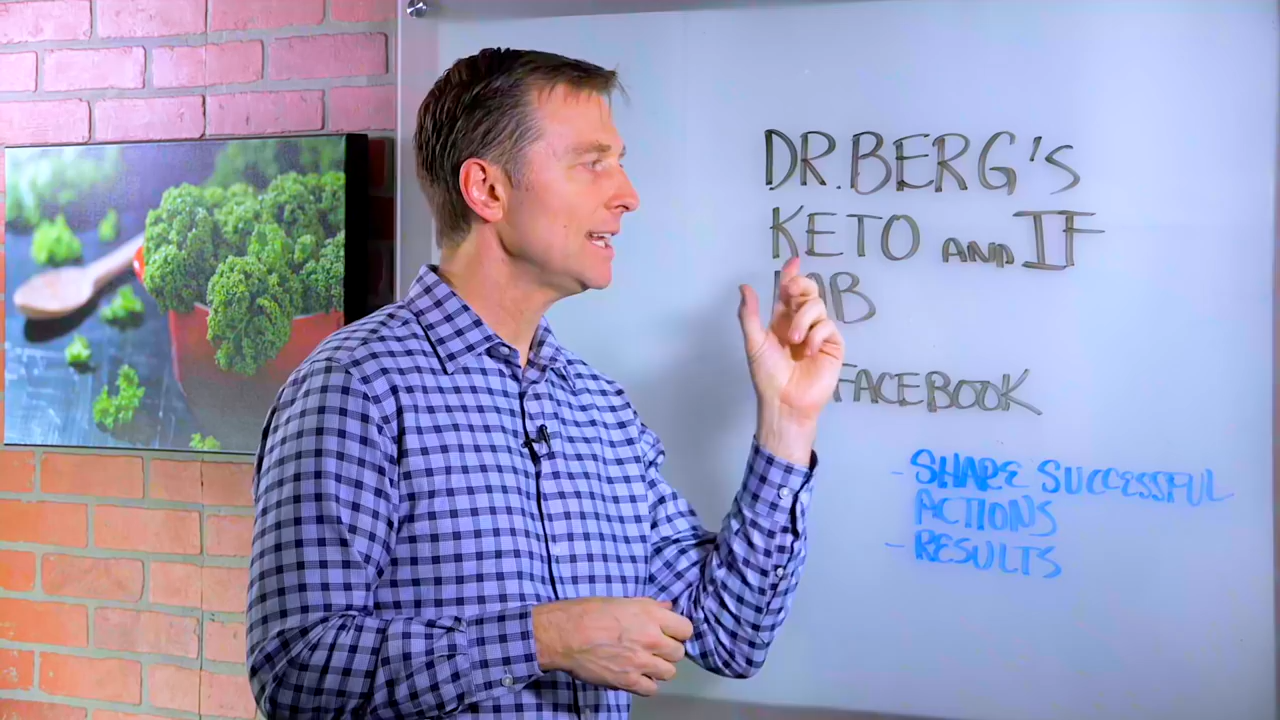 DR. BERG'S
KETO AND IF
FACEBOOK
- SHARE SUCCESSFUL
ACTIONS
- RESULTS